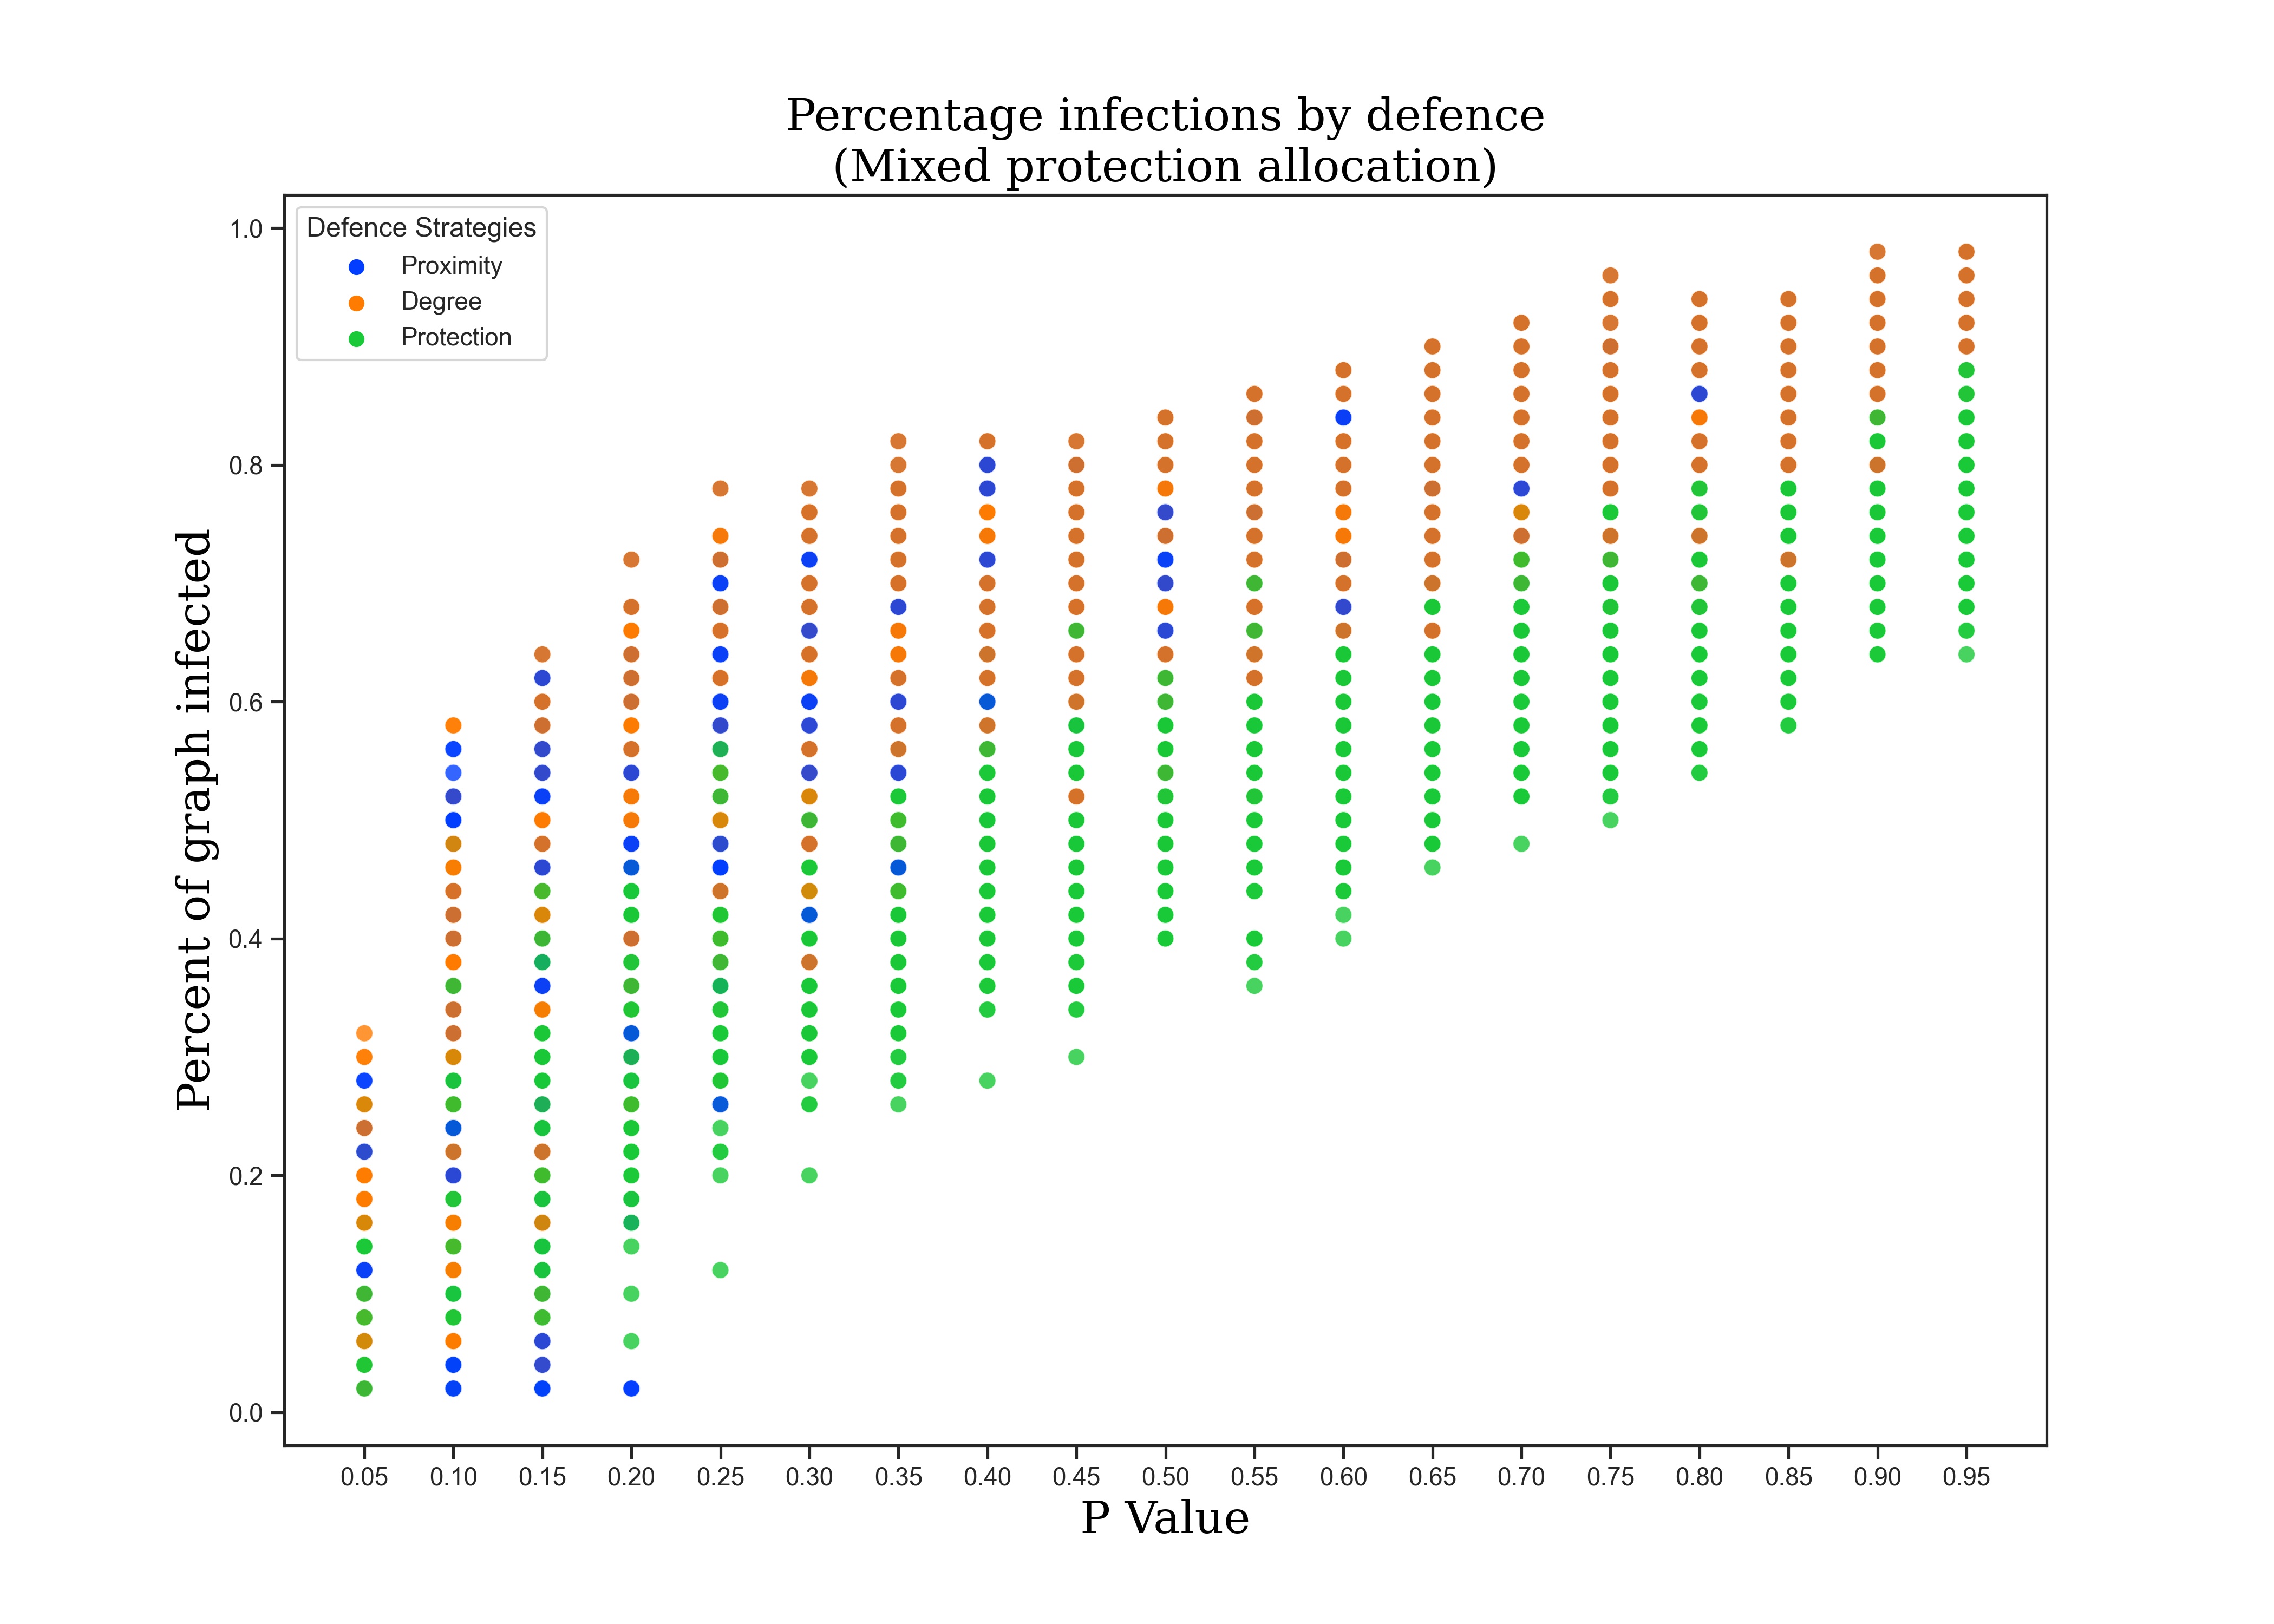 Percentage infections by defence
(Mixed protection allocation)
Defence Strategies
Proximity
Degree
Protection
Percent of graph infected
1.0
0.8
0.6
0.4
0.2
0.0
0.05 0.10 0.15 0.20 0.25 0.30 0.35 0.40 0.45 0.50 0.55 0.60 0.65 0.70 0.75 0.80 0.85 0.90 0.95
P Value